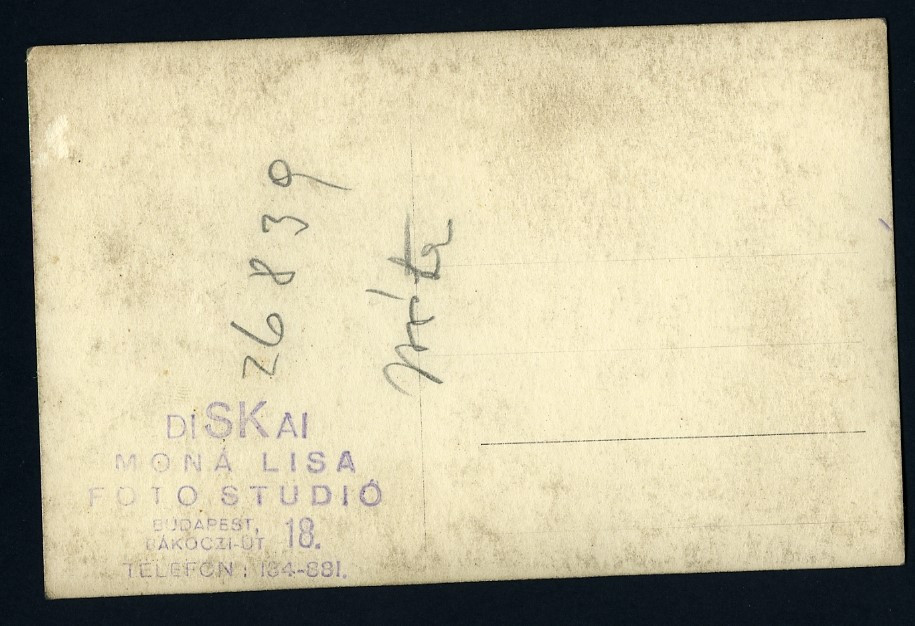 26839
DiSKAI
MONÁ LISA
FOTO STUDIÓ
BUDAPEST,
RÁKÓCZI-ÚT 18.
TELEFON: 134-881.